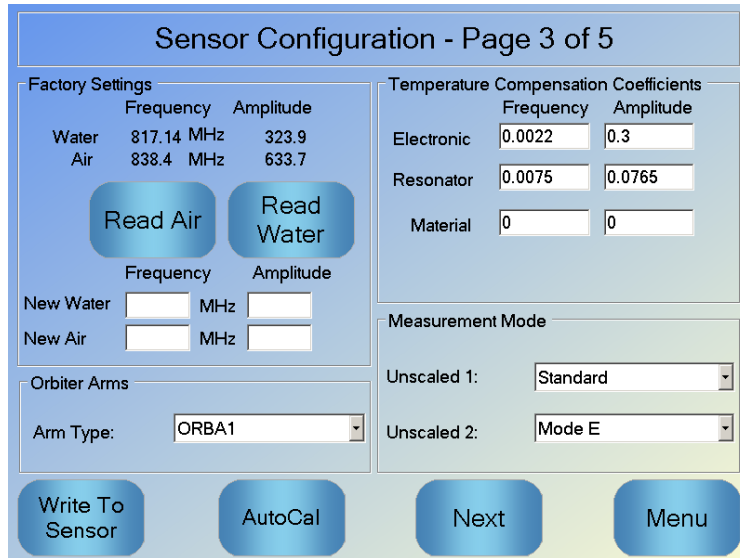 Sensor Configuration - Page 3 of 5
Factory Settings
Frequency Amplitude
Water 817.14 MHz 323.9
Air 838.4 MHz 633.7
Read Air
Read
Water
Frequency Amplitude
New Water MHz
New Air MHz
Orbiter Arms
Arm Type: ORBA1
Temperature Compensation Coefficients
Frequency Amplitude
Electronic 0.0022 0.3
Resonator 0.0075 0.0765
Material 0 0
Measurement Mode
Unscaled 1: Standard
Unscaled 2: Mode E
Write To
Sensor
AutoCal
Next
Menu